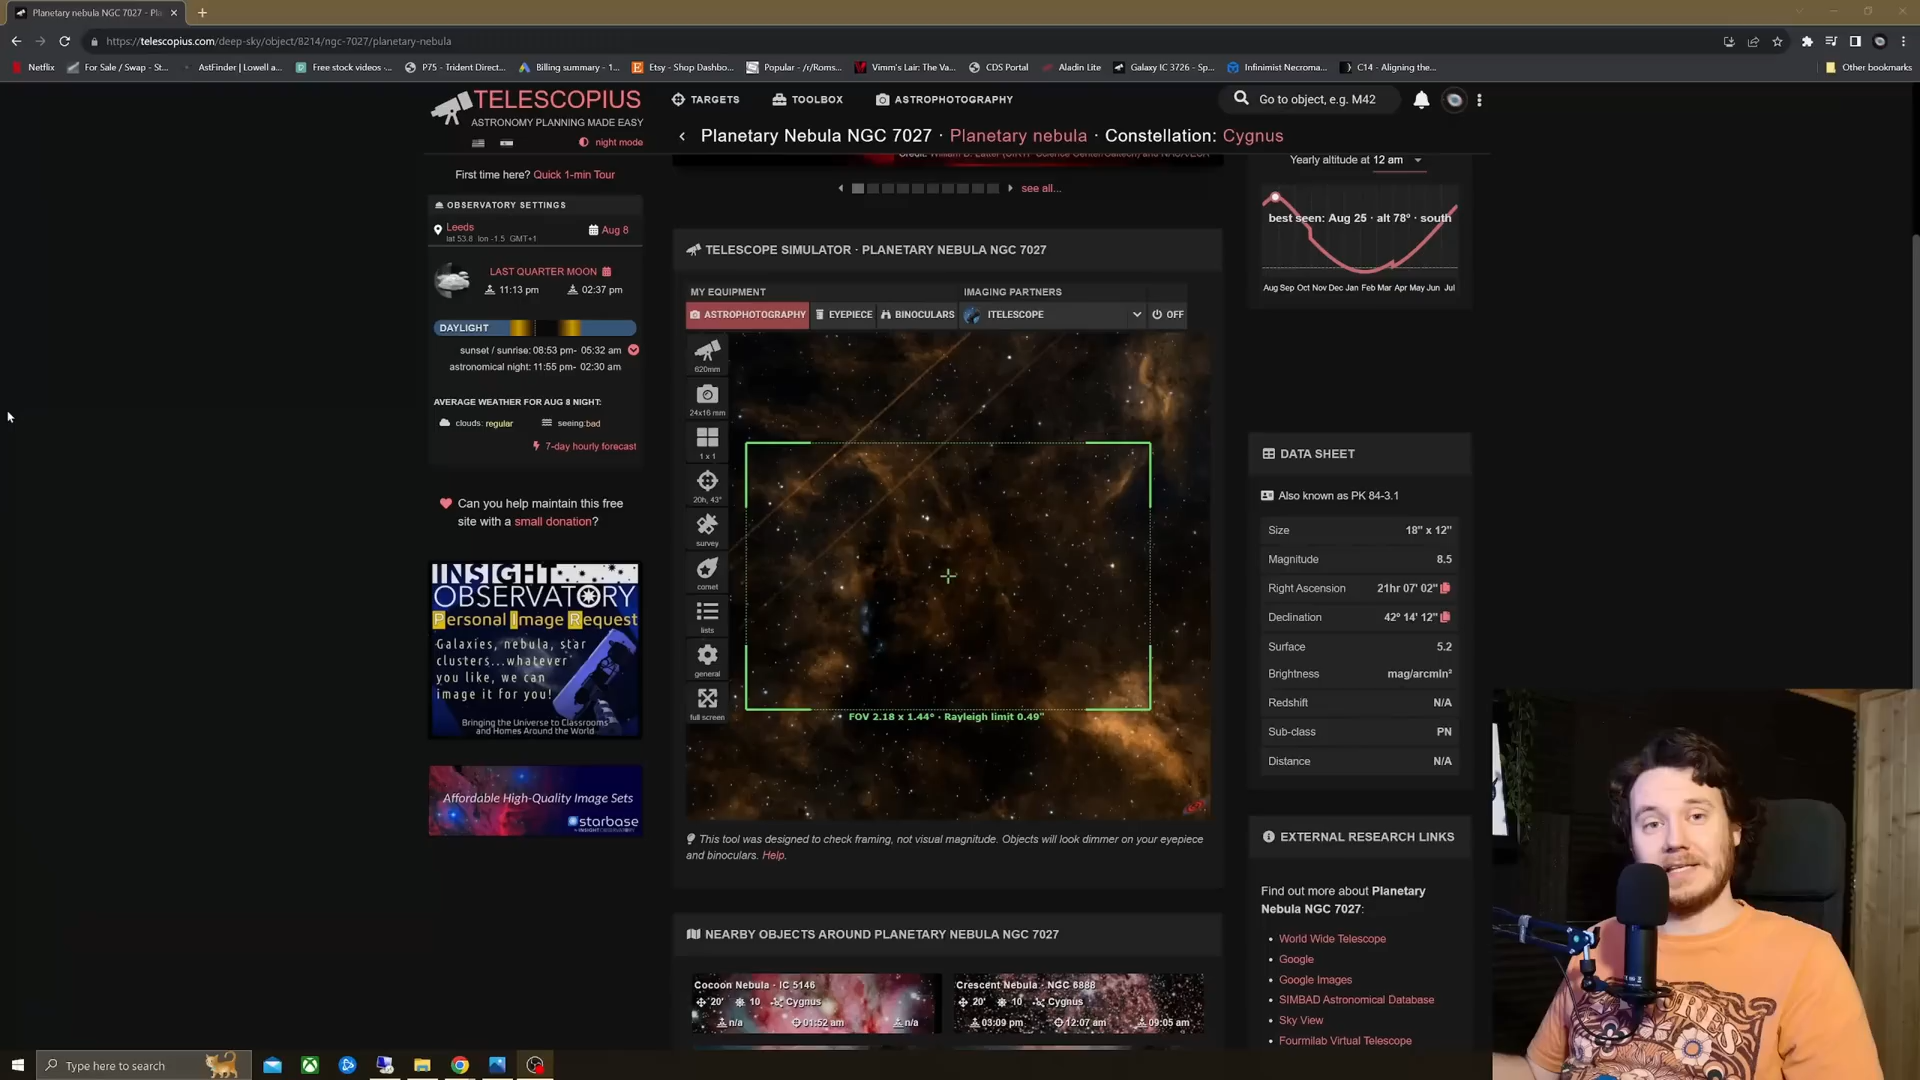 Planetary nebula NGC 7027 - Pla
https://telescopius.com/deep-sky/object/8214/ngc-7027/planetary-nebula
Netflix
For Sale / Swap - St...
AstFinder | Lowell a...
Free stock videos -...
P75 - Trident Direct...
Billing summary - 1...
Etsy - Shop Dashbo...
Popular - /r/Roms...
Vimm's Lair: The Va...
CDS Portal
Aladin Lite
Galaxy IC 3726 - Sp...
Infinimist Necroma...
C14 - Aligning the...
Other bookmarks
TELESCOPIUS
ASTRONOMY PLANNING MADE EASY
night mode
TARGETS
TOOLBOX
ASTROPHOTOGRAPHY
Go to object, e.g. M42
Planetary Nebula NGC 7027 · Planetary nebula · Constellation: Cygnus
First time here? Quick 1-min Tour
OBSERVATORY SETTINGS
Leeds
lat 53.8 lon -1.5 GMT+1
Aug 8
LAST QUARTER MOON
11:13 pm
02:37 pm
DAYLIGHT
sunset / sunrise: 08:53 pm- 05:32 am
astronomical night: 11:55 pm- 02:30 am
AVERAGE WEATHER FOR AUG 8 NIGHT:
clouds: regular
seeing:bad
7-day hourly forecast
Can you help maintain this free
site with a small donation?
INSIGHT
OBSERVATORY
Personal Image Request
Galaxies, nebula, star
clusters...whatever
you like, we can
image it for you!
Bringing the Universe to Classrooms
and Homes Around the World
Affordable High-Quality Image Sets
starbase
see all...
TELESCOPE SIMULATOR · PLANETARY NEBULA NGC 7027
MY EQUIPMENT
IMAGING PARTNERS
ASTROPHOTOGRAPHY
EYEPIECE
BINOCULARS
ITELESCOPE
OFF
620mm
24x16 mm
1 x 1
20h, 43°
survey
comet
lists
general
full screen
FOV 2.18 x 1.44° · Rayleigh limit 0.49"
This tool was designed to check framing, not visual magnitude. Objects will look dimmer on your eyepiece
and binoculars. Help.
NEARBY OBJECTS AROUND PLANETARY NEBULA NGC 7027
Cocoon Nebula · IC 5146
20'
10
Cygnus
n/a
01:52 am
n/a
Crescent Nebula · NGC 6888
20'
10
Cygnus
03:09 pm
12:07 am
09:05 am
Yearly altitude at 12 am
best seen: Aug 25 · alt 78° · south
Aug Sep Oct Nov Dec Jan Feb Mar Apr May Jun Jul
DATA SHEET
Also known as PK 84-3.1
Size
18" x 12"
Magnitude
8.5
Right Ascension
21hr 07' 02"
Declination
42° 14' 12"
Surface
Brightness
5.2
mag/arcmin²
Redshift
N/A
Sub-class
PN
Distance
N/A
EXTERNAL RESEARCH LINKS
Find out more about Planetary
Nebula NGC 7027:
World Wide Telescope
Google
Google Images
SIMBAD Astronomical Database
Sky View
Fourmilab Virtual Telescope
Type here to search